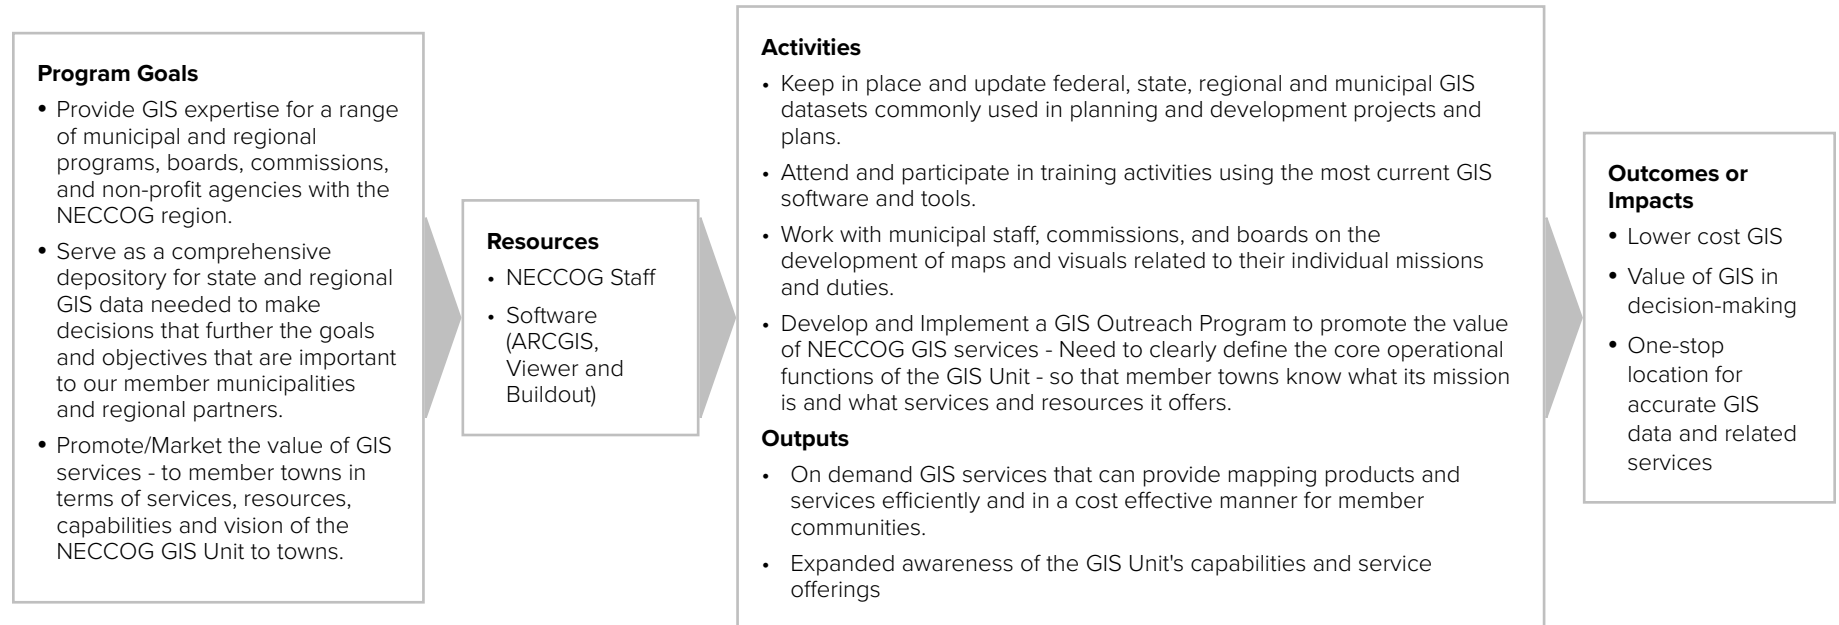 Program Goals
• Provide GIS expertise for a range
of municipal and regional
programs, boards, commissions,
and non-profit agencies with the
NECCOG region.
• Serve as a comprehensive
depository for state and regional
GIS data needed to make
decisions that further the goals
and objectives that are important
to our member municipalities
and regional partners.
• Promote/Market the value of GIS
services - to member towns in
terms of services, resources,
capabilities and vision of the
NECCOG GIS Unit to towns.
Resources
• NECCOG Staff
• Software
(ARCGIS,
Viewer and
Buildout)
Activities
• Keep in place and update federal, state, regional and municipal GIS
datasets commonly used in planning and development projects and
plans.
• Attend and participate in training activities using the most current GIS
software and tools.
• Work with municipal staff, commissions, and boards on the
development of maps and visuals related to their individual missions
and duties.
• Develop and Implement a GIS Outreach Program to promote the value
of NECCOG GIS services - Need to clearly define the core operational
functions of the GIS Unit - so that member towns know what its mission
is and what services and resources it offers.
Outputs
• On demand GIS services that can provide mapping products and
services efficiently and in a cost effective manner for member
communities.
• Expanded awareness of the GIS Unit's capabilities and service
offerings
Outcomes or
Impacts
• Lower cost GIS
• Value of GIS in
decision-making
• One-stop
location for
accurate GIS
data and related
services